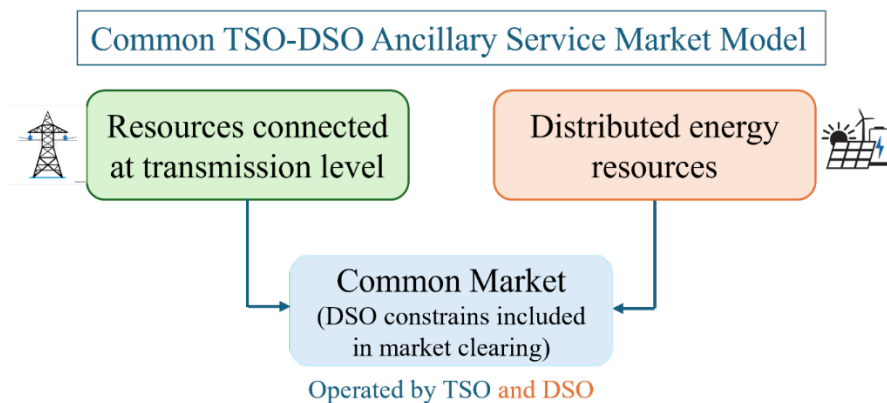 Common TSO-DSO Ancillary Service Market Model
Resources connected
at transmission level
Distributed energy
resources
Common Market
(DSO constrains included
in market clearing)
Operated by TSO and DSO